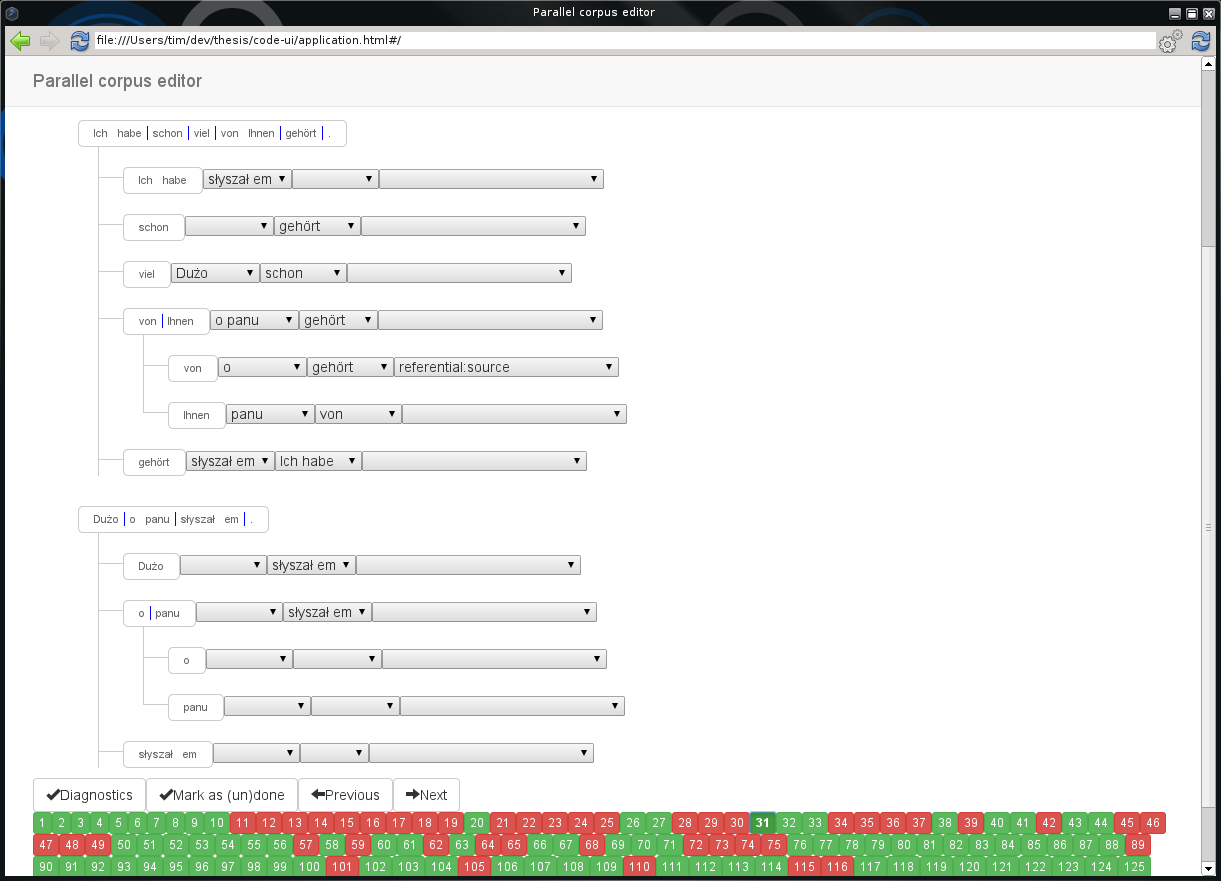 Parallel corpus editor
file:///Users/tim/dev/thesis/code-ui/application.html#/
Parallel corpus editor
Ich habe | schon | viel | von Ihnen | gehört | .
Ich habe słyszał em
schon gehört
viel Dużo schon
von | Ihnen o panu gehört
von o gehört referential:source
Ihnen panu von
gehört słyszał em Ich habe
Dużo | o panu | słyszał em | .
Dużo słyszał em
o | panu słyszał em
o
panu
słyszał em
Diagnostics Mark as (un)done Previous Next
1 2 3 4 5 6 7 8 9 10 11 12 13 14 15 16 17 18 19 20 21 22 23 24 25 26 27 28 29 30 31 32 33 34 35 36 37 38 39 40 41 42 43 44 45 46
47 48 49 50 51 52 53 54 55 56 57 58 59 60 61 62 63 64 65 66 67 68 69 70 71 72 73 74 75 76 77 78 79 80 81 82 83 84 85 86 87 88 89
90 91 92 93 94 95 96 97 98 99 100 101 102 103 104 105 106 107 108 109 110 111 112 113 114 115 116 117 118 119 120 121 122 123 124 125